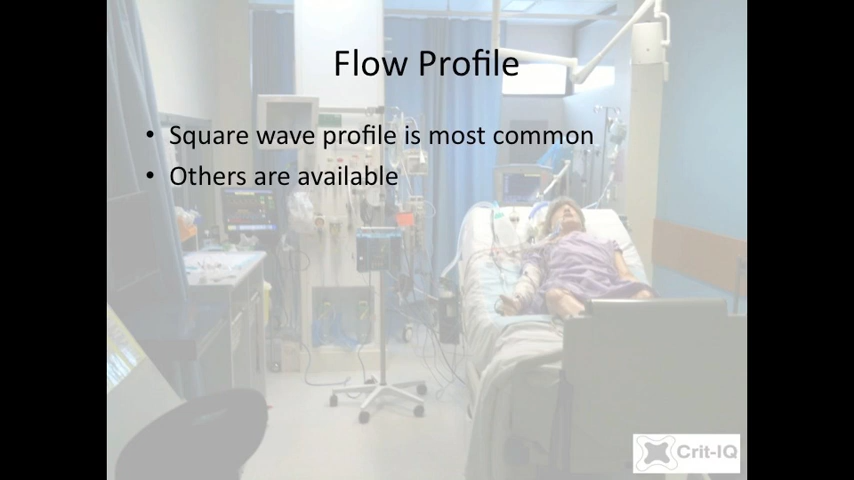 Flow Profile
• Square wave profile is most common
• Others are available
Crit-IQ